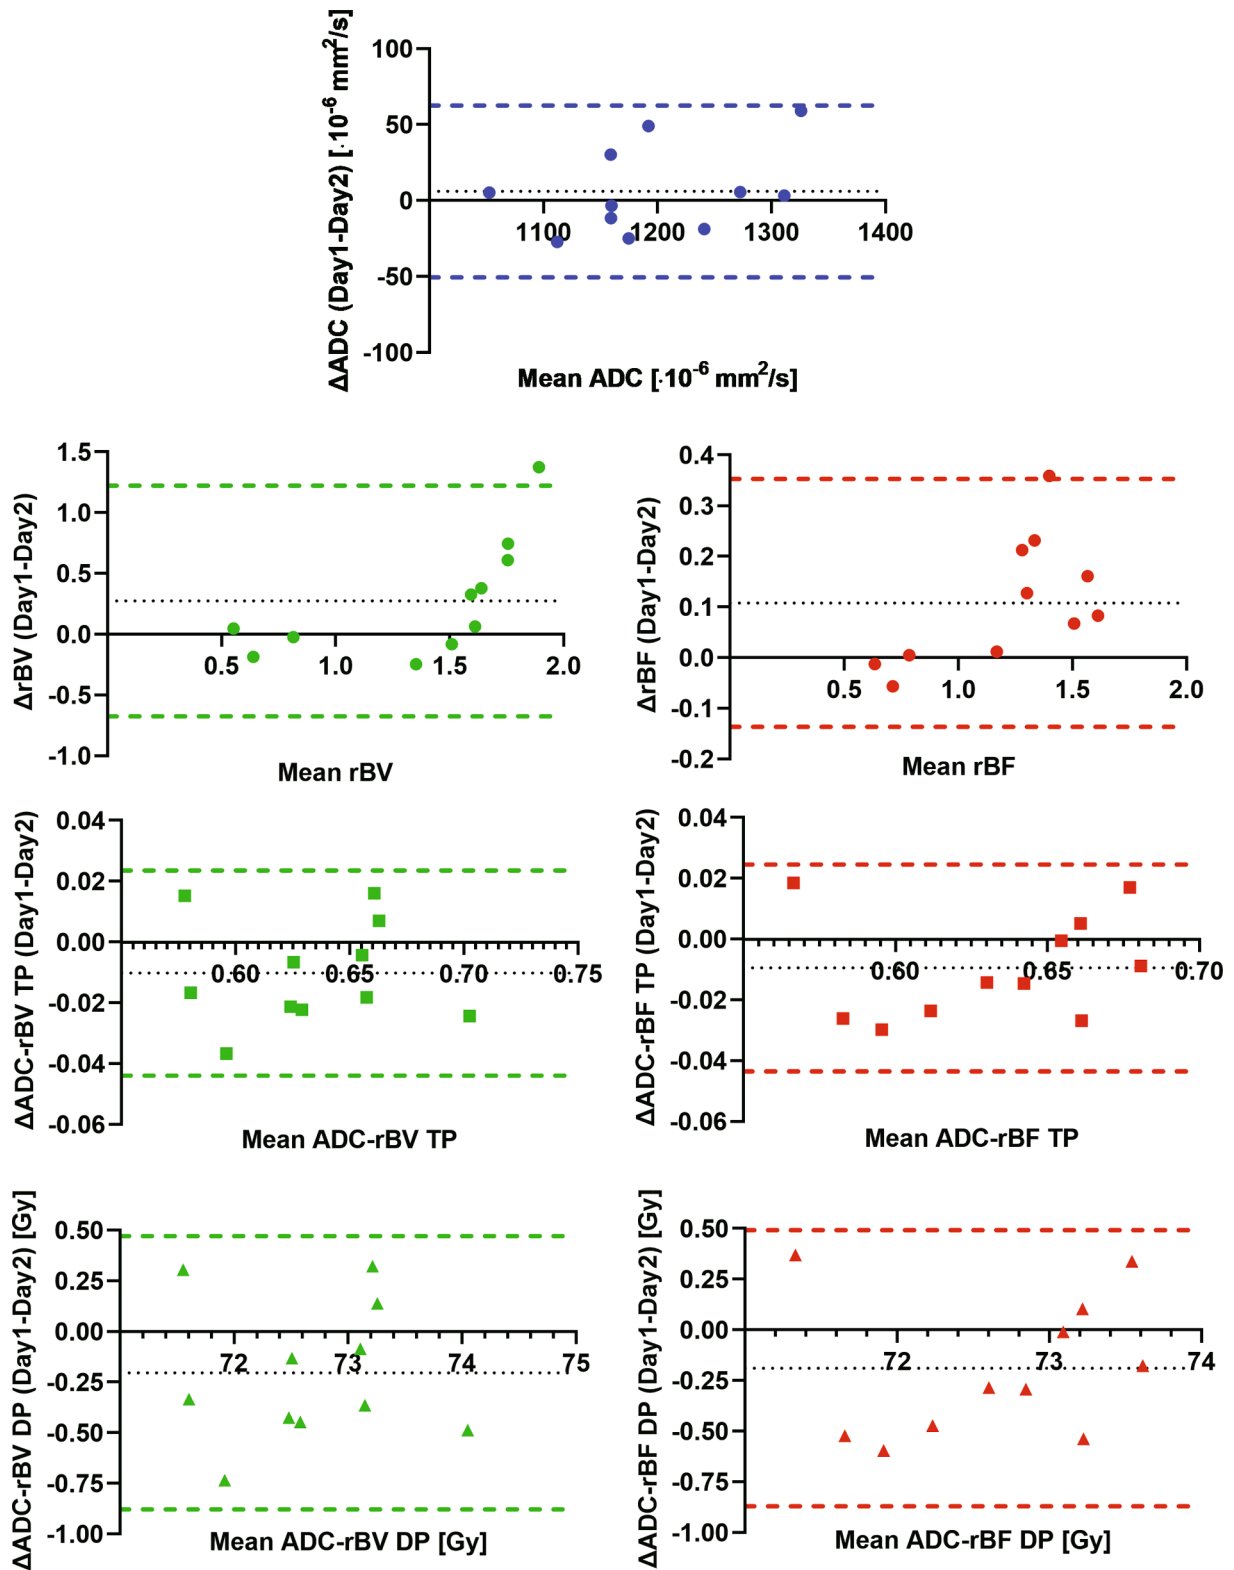 ΔADC (Day1-Day2) [·10⁻⁶ mm²/s]
100
50
0
-50
-100
1100 1200 1300 1400
Mean ADC [·10⁻⁶ mm²/s]
ΔrBV (Day1-Day2)
1.5
1.0
0.5
0.0
-0.5
-1.0
0.5 1.0 1.5 2.0
Mean rBV
ΔrBF (Day1-Day2)
0.4
0.3
0.2
0.1
0.0
-0.1
-0.2
0.5 1.0 1.5 2.0
Mean rBF
ΔADC-rBV TP (Day1-Day2)
0.04
0.02
0.00
-0.02
-0.04
-0.06
0.60 0.65 0.70 0.75
Mean ADC-rBV TP
ΔADC-rBF TP (Day1-Day2)
0.04
0.02
0.00
-0.02
-0.04
-0.06
0.60 0.65 0.70
Mean ADC-rBF TP
ΔADC-rBV DP (Day1-Day2) [Gy]
0.50
0.25
0.00
-0.25
-0.50
-0.75
-1.00
72 73 74 75
Mean ADC-rBV DP [Gy]
ΔADC-rBF DP (Day1-Day2) [Gy]
0.50
0.25
0.00
-0.25
-0.50
-0.75
-1.00
72 73 74
Mean ADC-rBF DP [Gy]